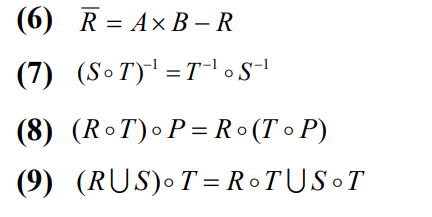 (6) R̅ = A × B – R
(7) (S∘T)⁻¹ = T⁻¹∘S⁻¹
(8) (R∘T)∘P = R∘(T∘P)
(9) (R∪S)∘T = R∘T∪S∘T